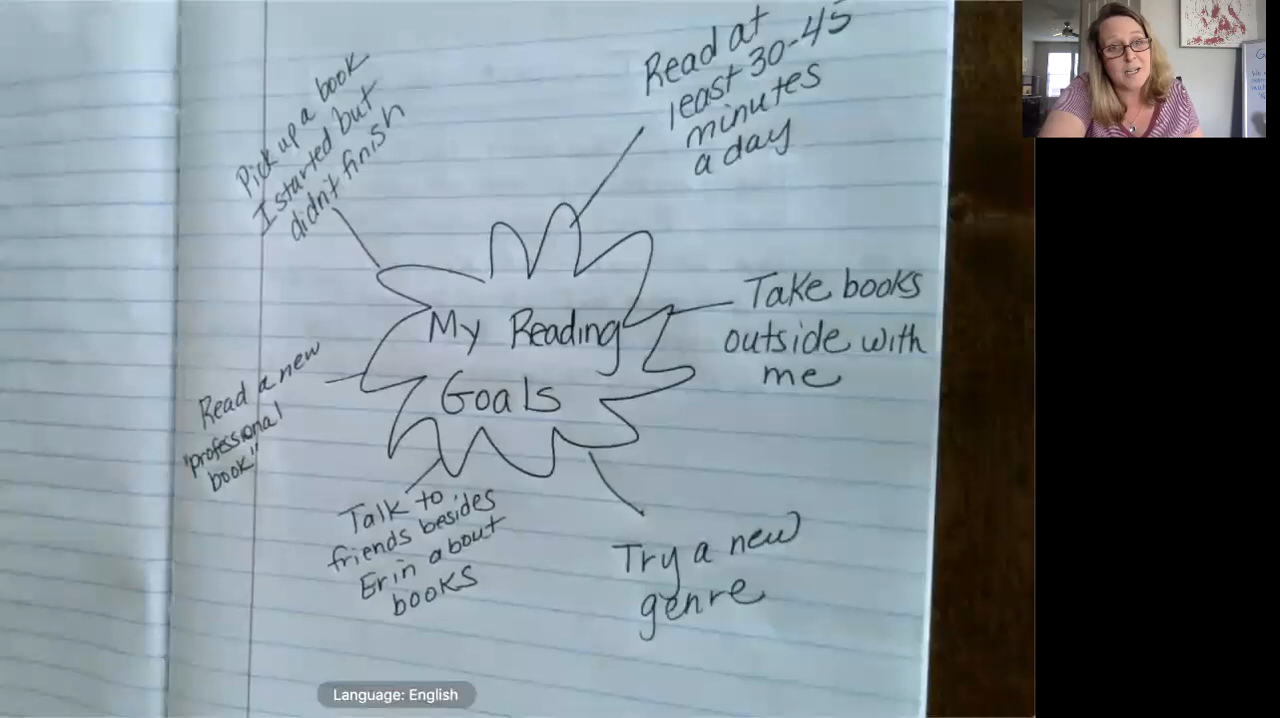 My Reading
Goals
Pick up a book
I started but
didn't finish
Read at
least 30-45
minutes
a day
Take books
outside with
me
Try a new
genre
Talk to
friends besides
Erin about
books
Read a new
"professional
book"
Language: English